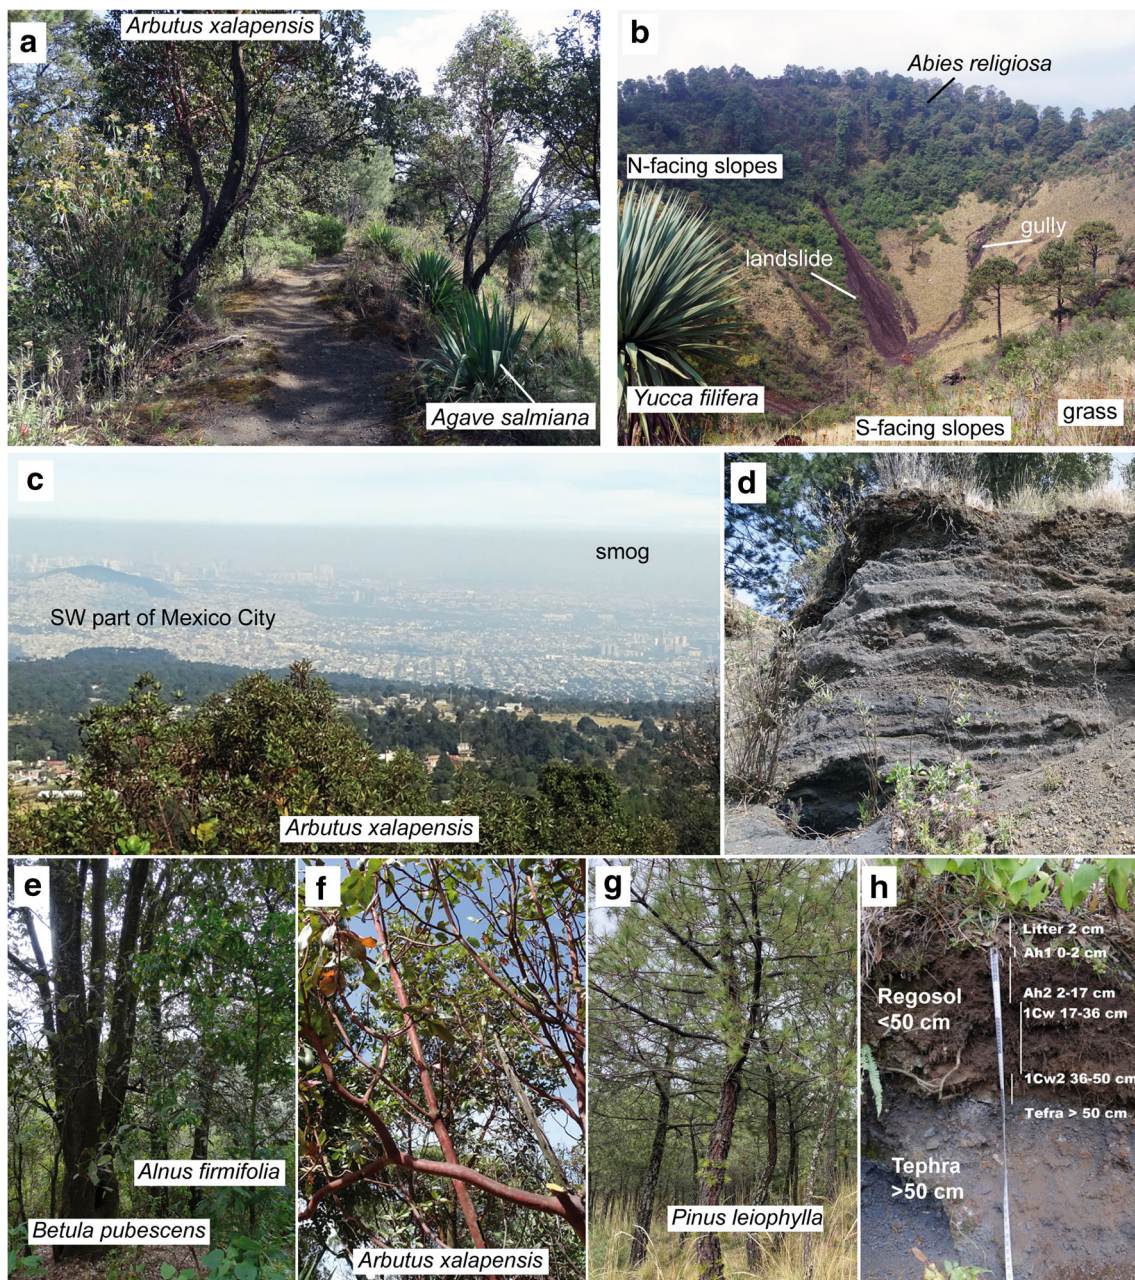 a
Arbutus xalapensis
Agave salmiana
b
Abies religiosa
N-facing slopes
gully
landslide
Yucca filifera
grass
S-facing slopes
c
smog
SW part of Mexico City
Arbutus xalapensis
d
e
Alnus firmifolia
Betula pubescens
f
Arbutus xalapensis
g
Pinus leiophylla
h
Litter 2 cm
Ah1 0-2 cm
Regosol
<50 cm
Ah2 2-17 cm
1Cw 17-36 cm
1Cw2 36-50 cm
Tefra > 50 cm
Tephra
>50 cm